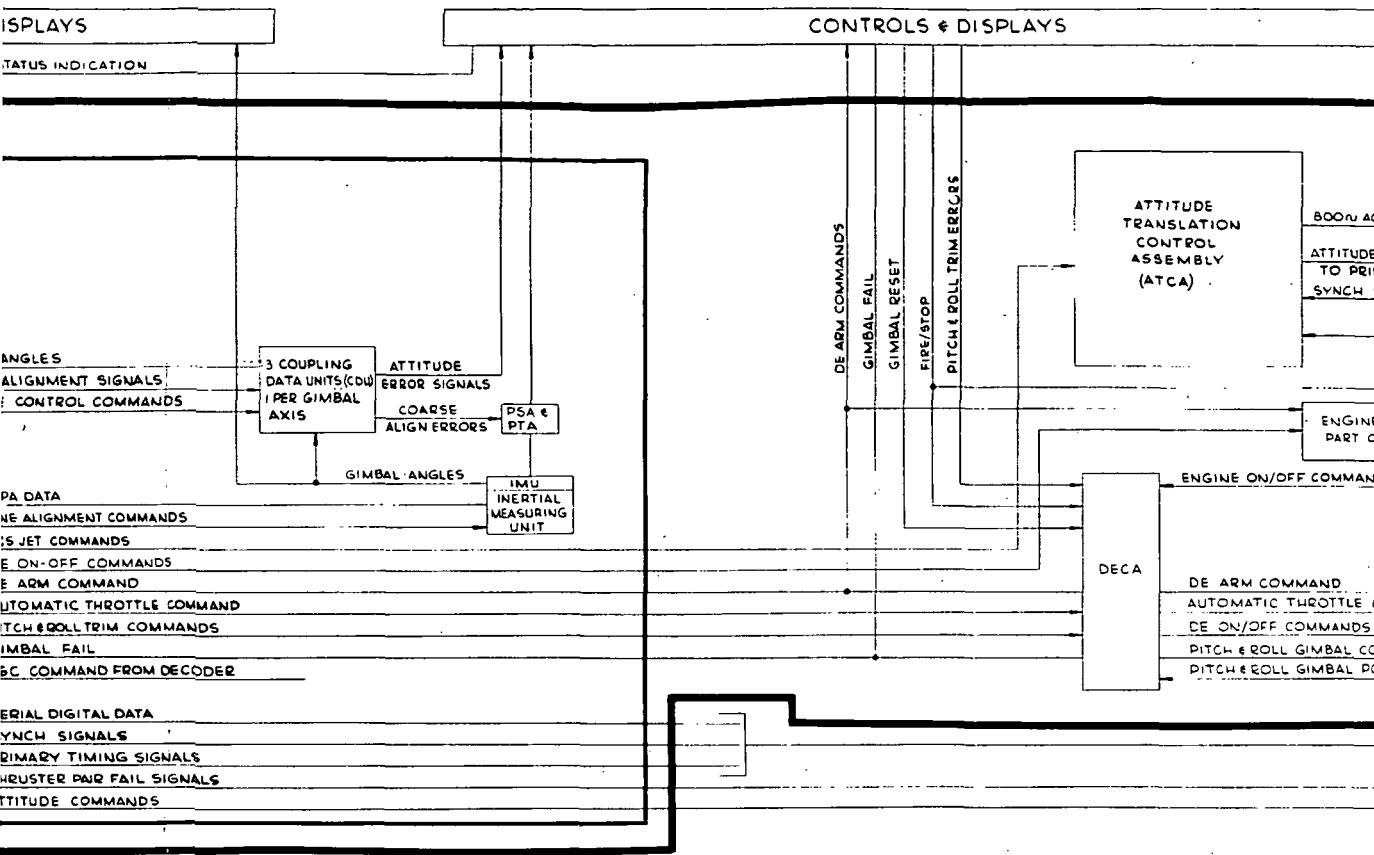 ISPLAYS
CONTROLS & DISPLAYS
TATUS INDICATION
DE ARM COMMANDS
GIMBAL FAIL
GIMBAL RESET
FIRE/STOP
PITCH & ROLL TRIM ERRORS
ATTITUDE
TRANSLATION
CONTROL
ASSEMBLY
(ATCA)
800~ AC
ATTITUDE
TO PRI
SYNCH
ANGLES
ALIGNMENT SIGNALS
CONTROL COMMANDS
3 COUPLING
DATA UNITS (CDU)
1 PER GIMBAL
AXIS
ATTITUDE
ERROR SIGNALS
COARSE
ALIGN ERRORS
PSA &
PTA
ENGINE
PART O
GIMBAL ANGLES
IMU
INERTIAL
MEASURING
UNIT
ENGINE ON/OFF COMMAN
PA DATA
NE ALIGNMENT COMMANDS
S JET COMMANDS
E ON-OFF COMMANDS
E ARM COMMAND
UTOMATIC THROTTLE COMMAND
ITCH & ROLL TRIM COMMANDS
IMBAL FAIL
GC COMMAND FROM DECODER
DECA
DE ARM COMMAND
AUTOMATIC THROTTLE
DE ON/OFF COMMANDS
PITCH & ROLL GIMBAL CO
PITCH & ROLL GIMBAL PO
ERIAL DIGITAL DATA
YNCH SIGNALS
RIMARY TIMING SIGNALS
HRUSTER PAIR FAIL SIGNALS
TTITUDE COMMANDS